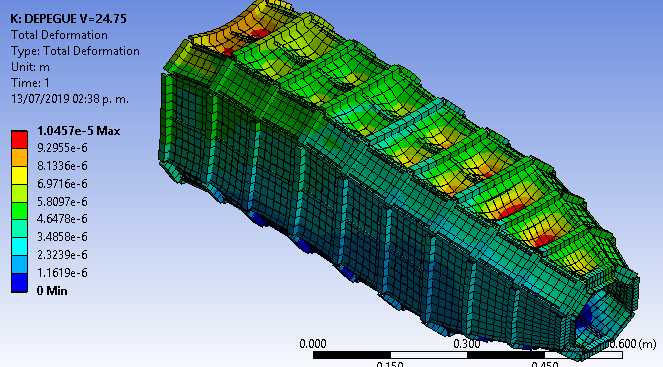 K: DEPEGUE V=24.75
Total Deformation
Type: Total Deformation
Unit: m
Time: 1
13/07/2019 02:38 p. m.
1.0457e-5 Max
9.2955e-6
8.1336e-6
6.9716e-6
5.8097e-6
4.6478e-6
3.4858e-6
2.3239e-6
1.1619e-6
0 Min
0.000 0.300 0.600 (m)
0.150 0.450